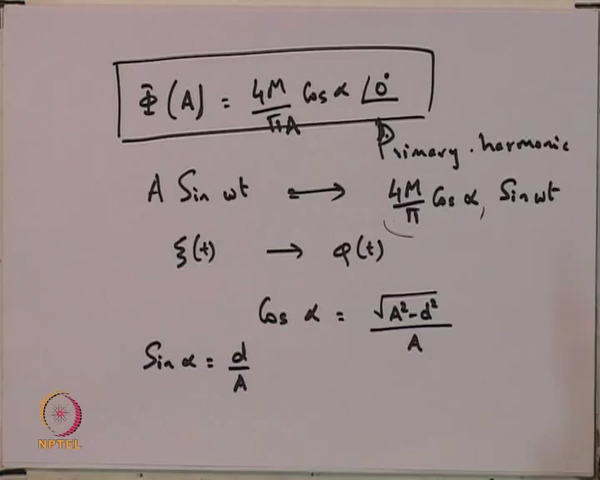 Φ(A) = 4M/πA Cos α ∠0°
Primary harmonic
A Sin ωt ⟷ 4M/π Cos α, Sin ωt
ξ(t) → φ(t)
Cos α = √(A²-d²)/A
Sin α = d/A
NPTEL